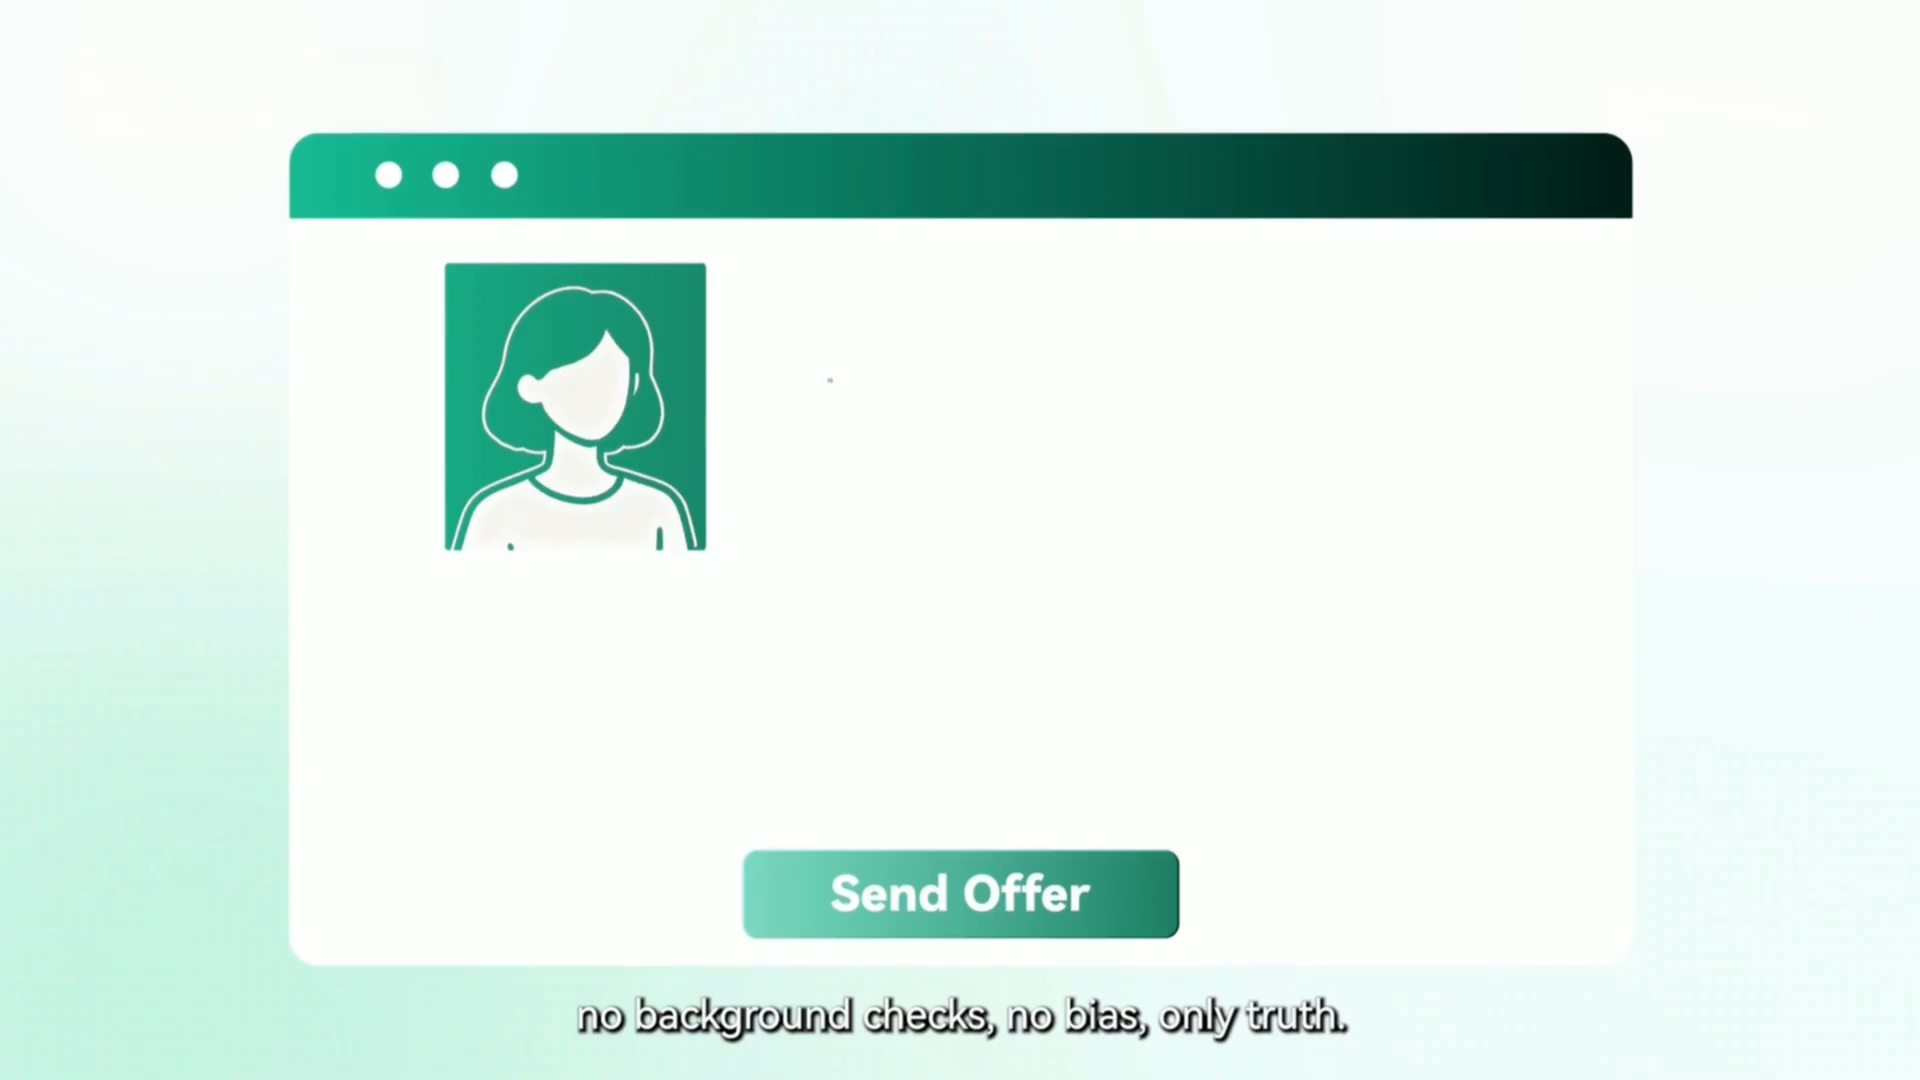 Send Offer
no background checks, no bias, only truth.